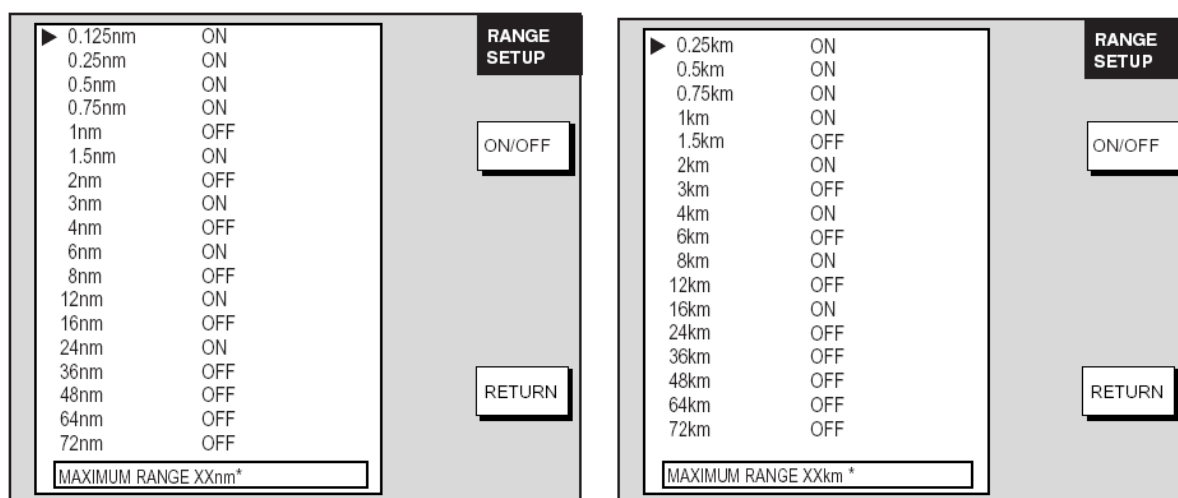 0.125nm ON
0.25nm ON
0.5nm ON
0.75nm ON
1nm OFF
1.5nm ON
2nm OFF
3nm ON
4nm OFF
6nm ON
8nm OFF
12nm ON
16nm OFF
24nm ON
36nm OFF
48nm OFF
64nm OFF
72nm OFF
MAXIMUM RANGE XXnm*
RANGE
SETUP
ON/OFF
RETURN
0.25km ON
0.5km ON
0.75km ON
1km ON
1.5km OFF
2km ON
3km OFF
4km ON
6km OFF
8km ON
12km OFF
16km ON
24km OFF
36km OFF
48km OFF
64km OFF
72km OFF
MAXIMUM RANGE XXkm *
RANGE
SETUP
ON/OFF
RETURN